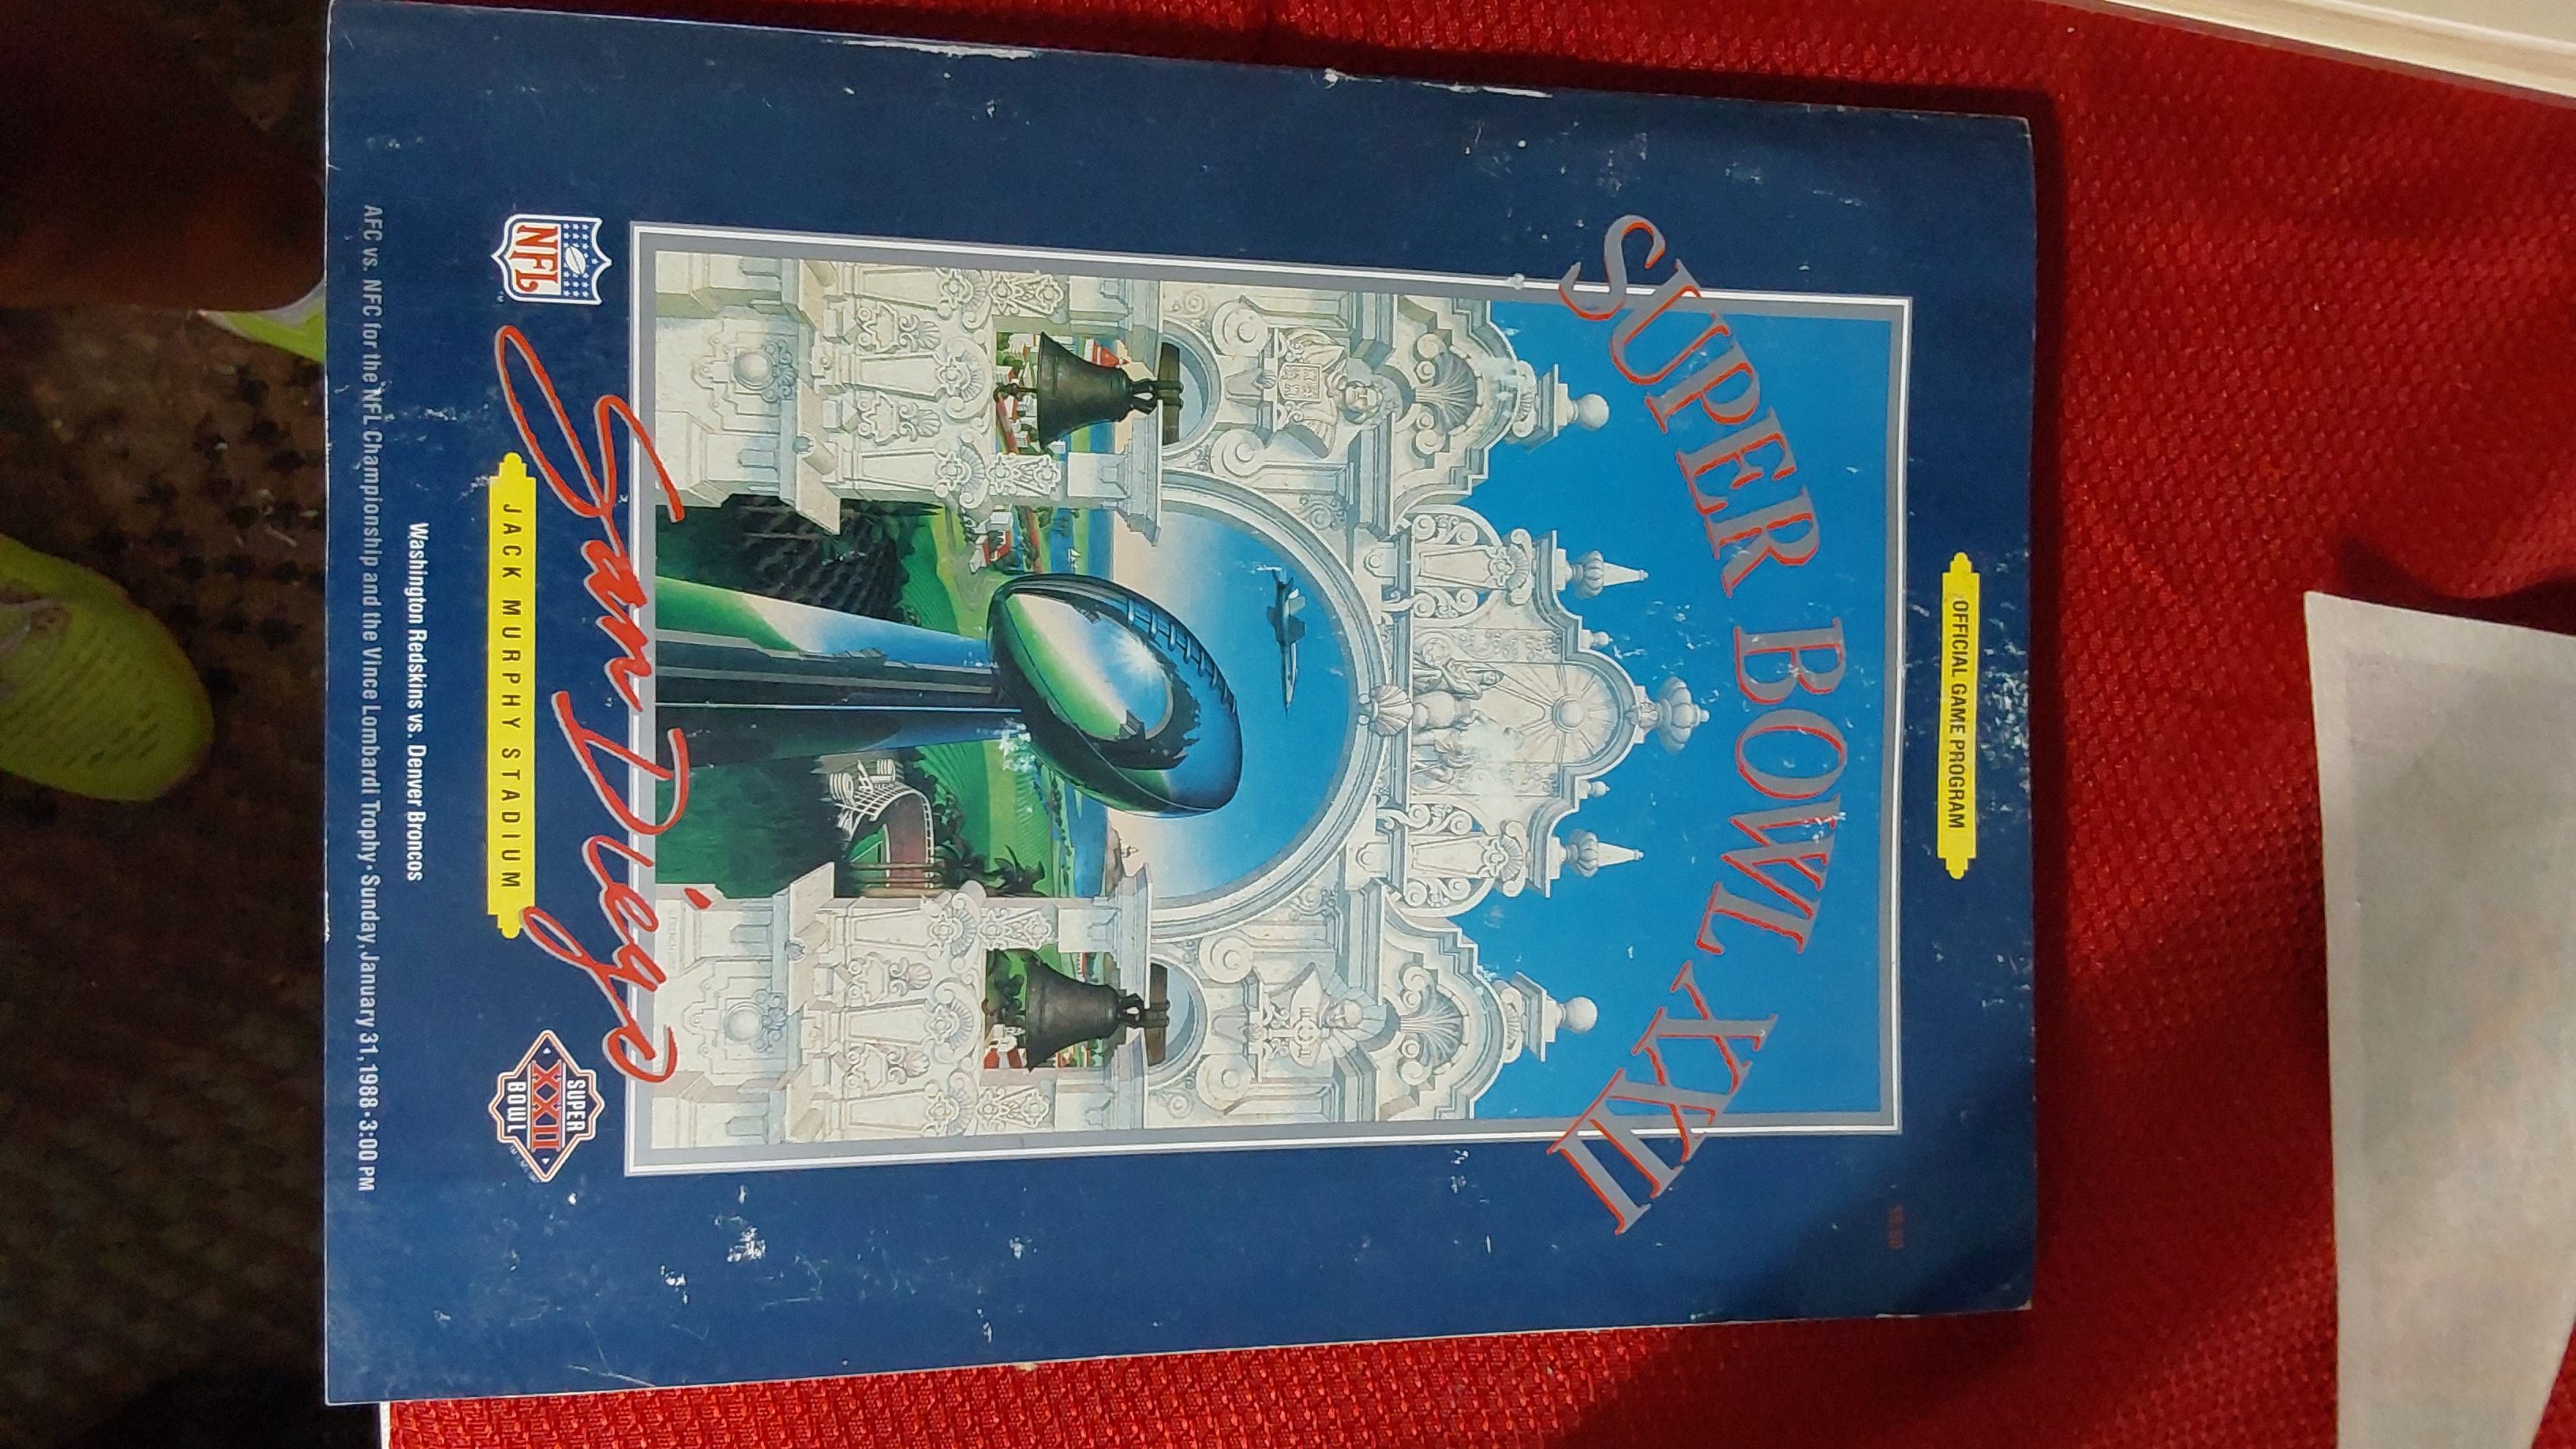 OFFICIAL GAME PROGRAM
SUPER BOWL XXII
San Diego
NFL
JACK MURPHY STADIUM
SUPER
XXII
BOWL
Washington Redskins vs. Denver Broncos
AFC vs. NFC for the NFL Championship and the Vince Lombardi Trophy • Sunday, January 31, 1988 • 3:00 PM